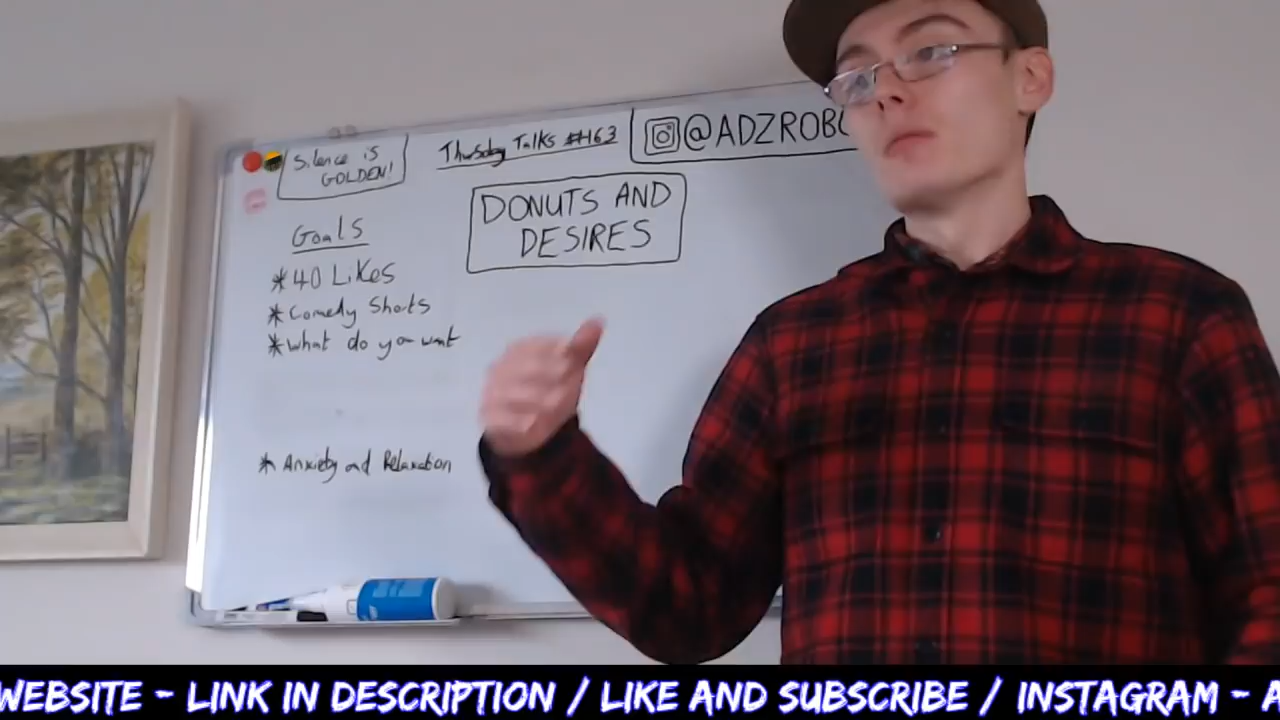 Silence is
GOLDEN!
Thursday Talks #163
@ADZROBO
DONUTS AND
DESIRES
Goals
* 40 Likes
* Comedy Shorts
* What do you want
* Anxiety and Relaxation
WEBSITE - LINK IN DESCRIPTION / LIKE AND SUBSCRIBE / INSTAGRAM - A